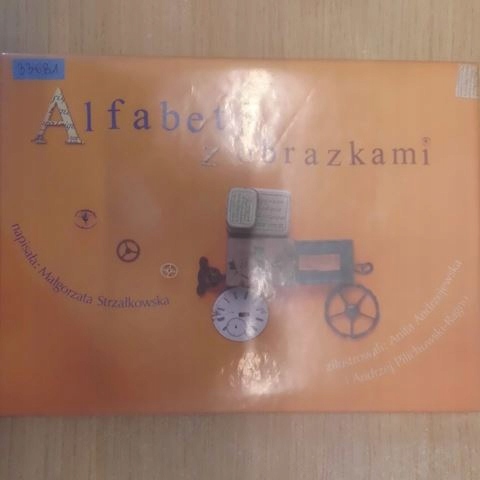 33681
Alfabet
z obrazkami
napisała: Małgorzata Strzałkowska
zilustrowali: Anita Andrzejewska
i Andrzej Pilichowski-Ragno